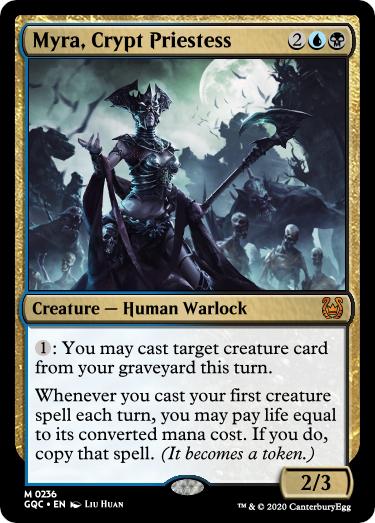 Myra, Crypt Priestess 2
Creature — Human Warlock
1: You may cast target creature card
from your graveyard this turn.
Whenever you cast your first creature
spell each turn, you may pay life equal
to its converted mana cost. If you do,
copy that spell. (It becomes a token.)
2/3
M 0236
GQC • EN Liu Huan
™ & © 2020 CanterburyEgg